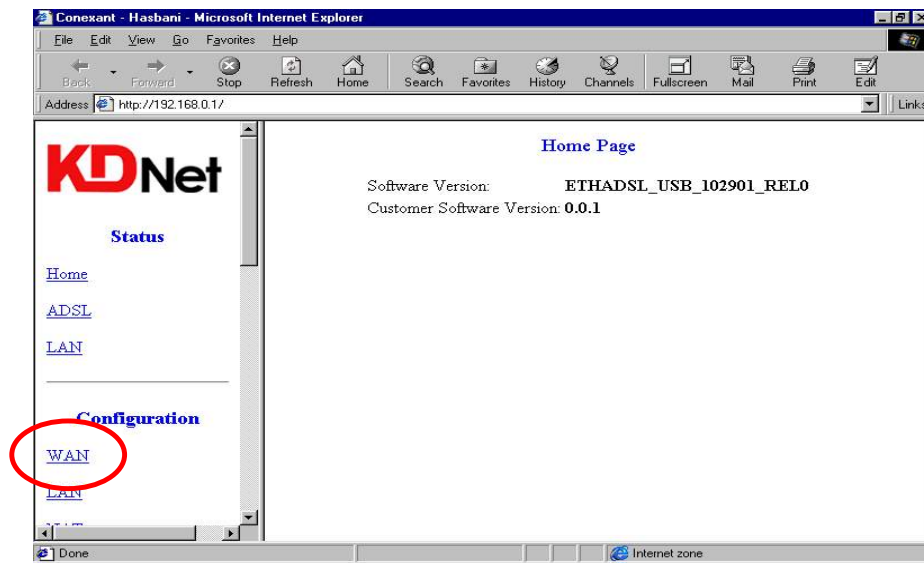 Conexant - Hasbani - Microsoft Internet Explorer
File Edit View Go Favorites Help
Back Forward Stop Refresh Home Search Favorites History Channels Fullscreen Mail Print Edit
Address http://192.168.0.1/ Links
KDNet
Status
Home
ADSL
LAN
Configuration
WAN
LAN
Home Page
Software Version: ETHADSL_USB_102901_REL0
Customer Software Version: 0.0.1
Done
Internet zone